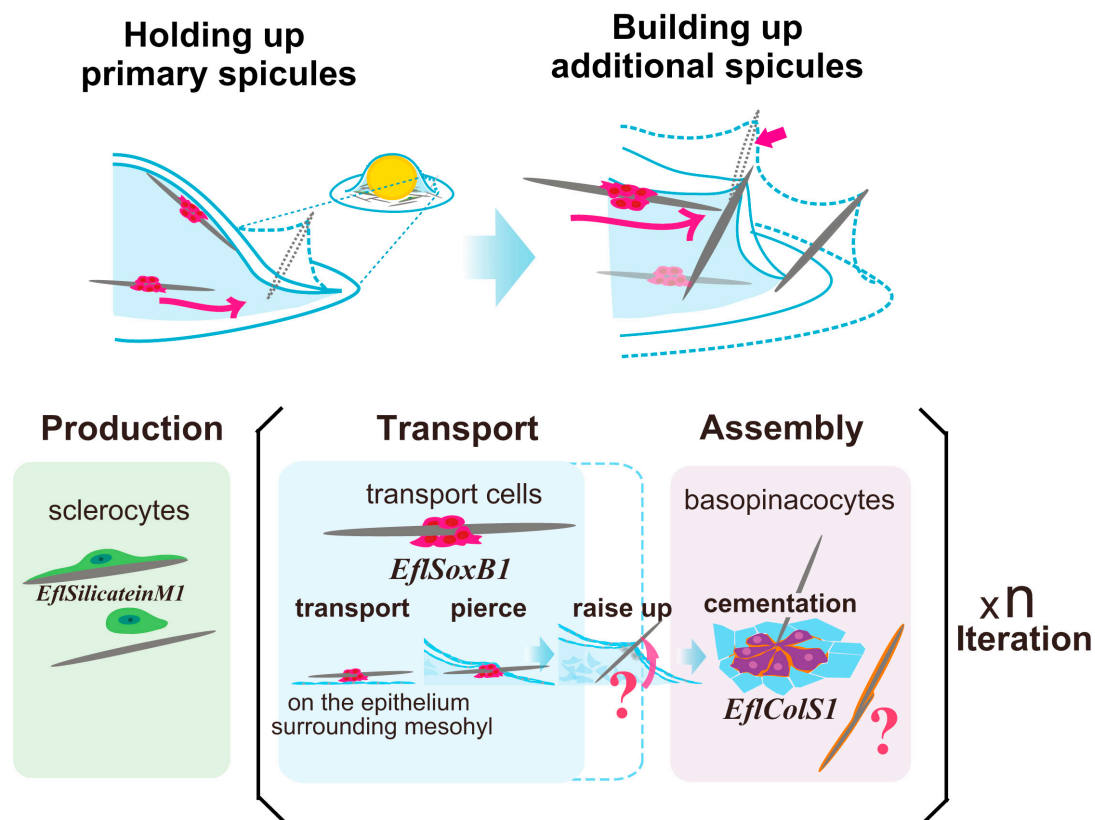 Holding up
primary spicules
Building up
additional spicules
Production
Transport
Assembly
sclerocytes
EflSilicateinM1
transport cells
EflSoxB1
transport
pierce
raise up
?
on the epithelium
surrounding mesohyl
basopinacocytes
cementation
EflColS1
?
xn
Iteration